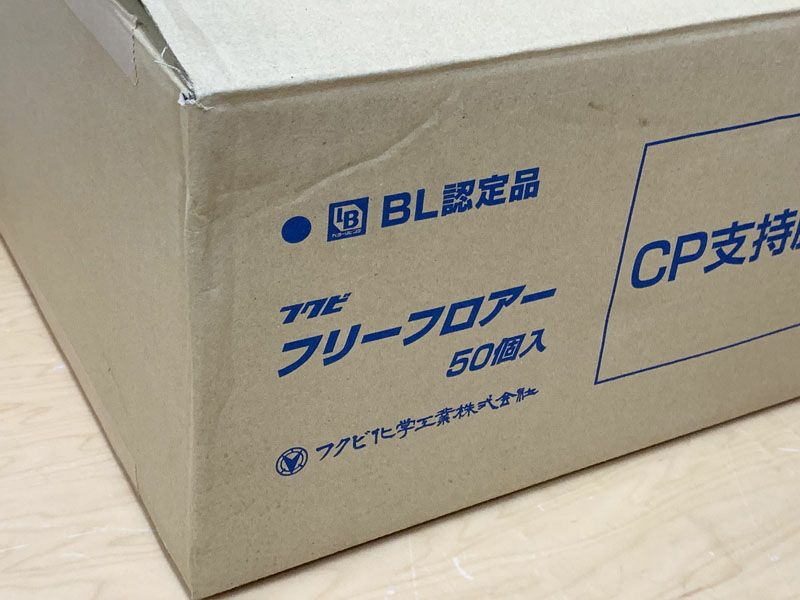 ● BL認定品
フクビ
フリーフロアー
50個入
フクビ化学工業株式会社
CP支持